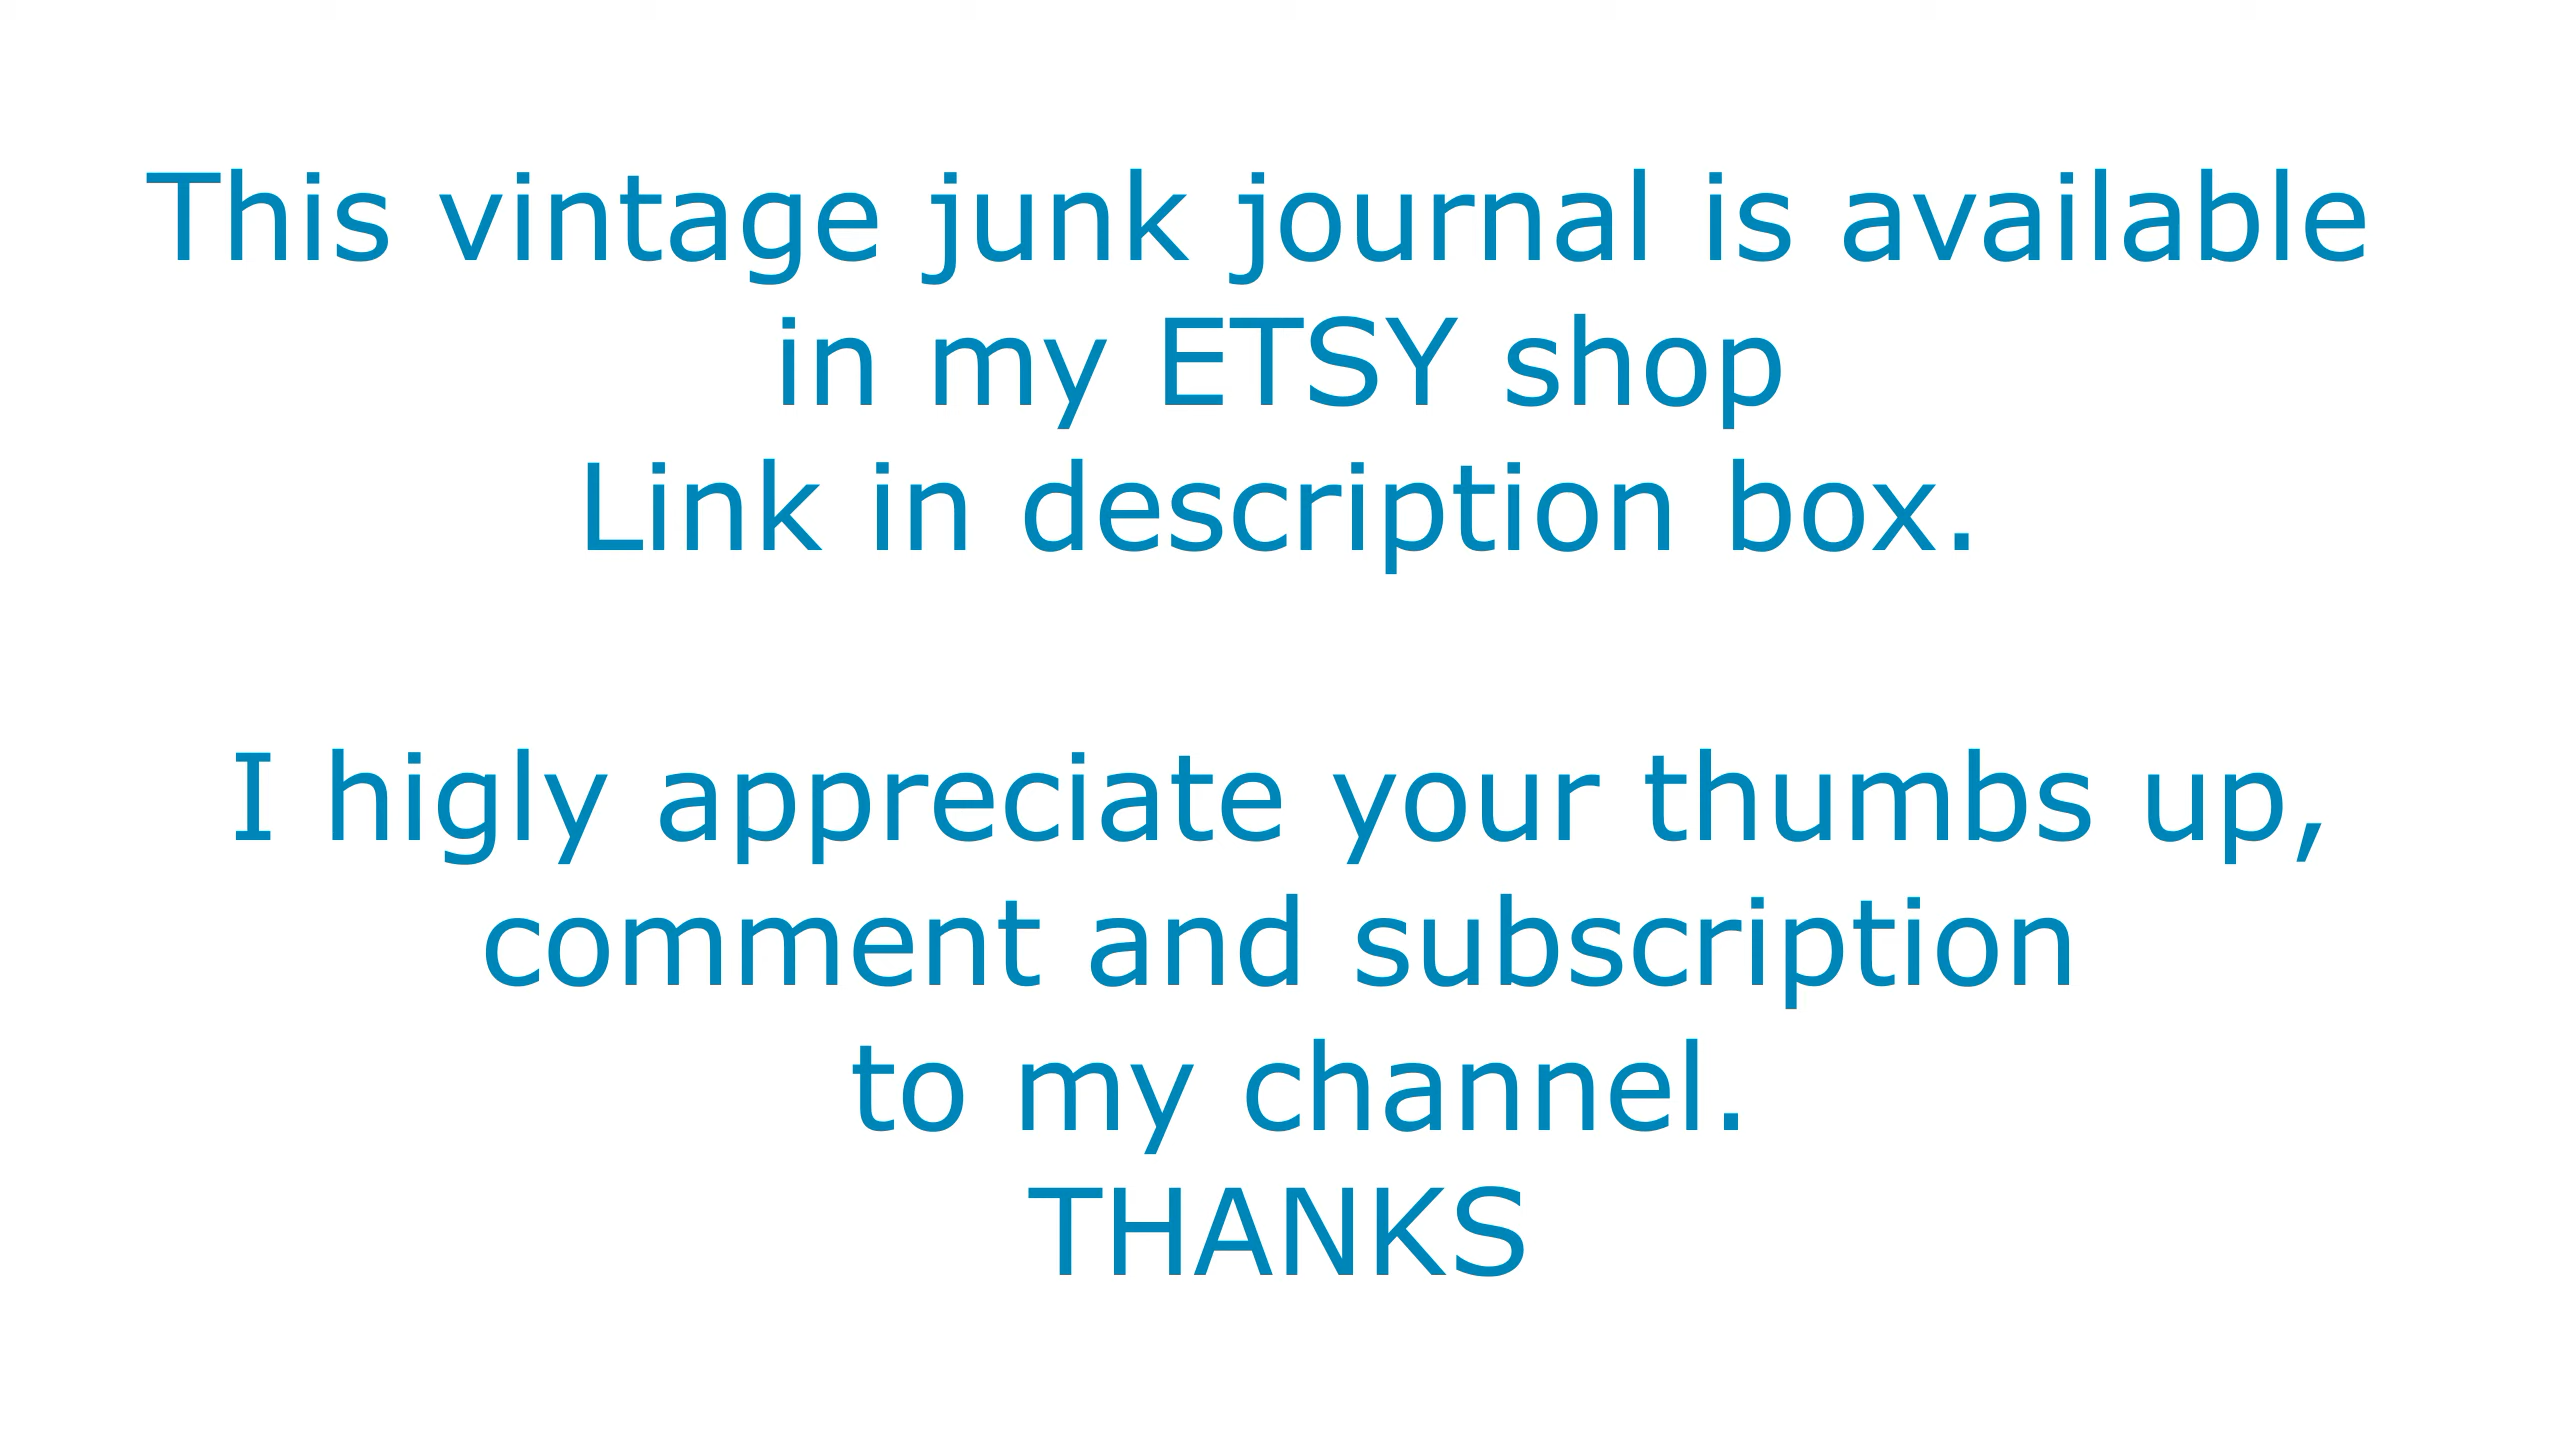 This vintage junk journal is available
in my ETSY shop
Link in description box.
I higly appreciate your thumbs up,
comment and subscription
to my channel.
THANKS